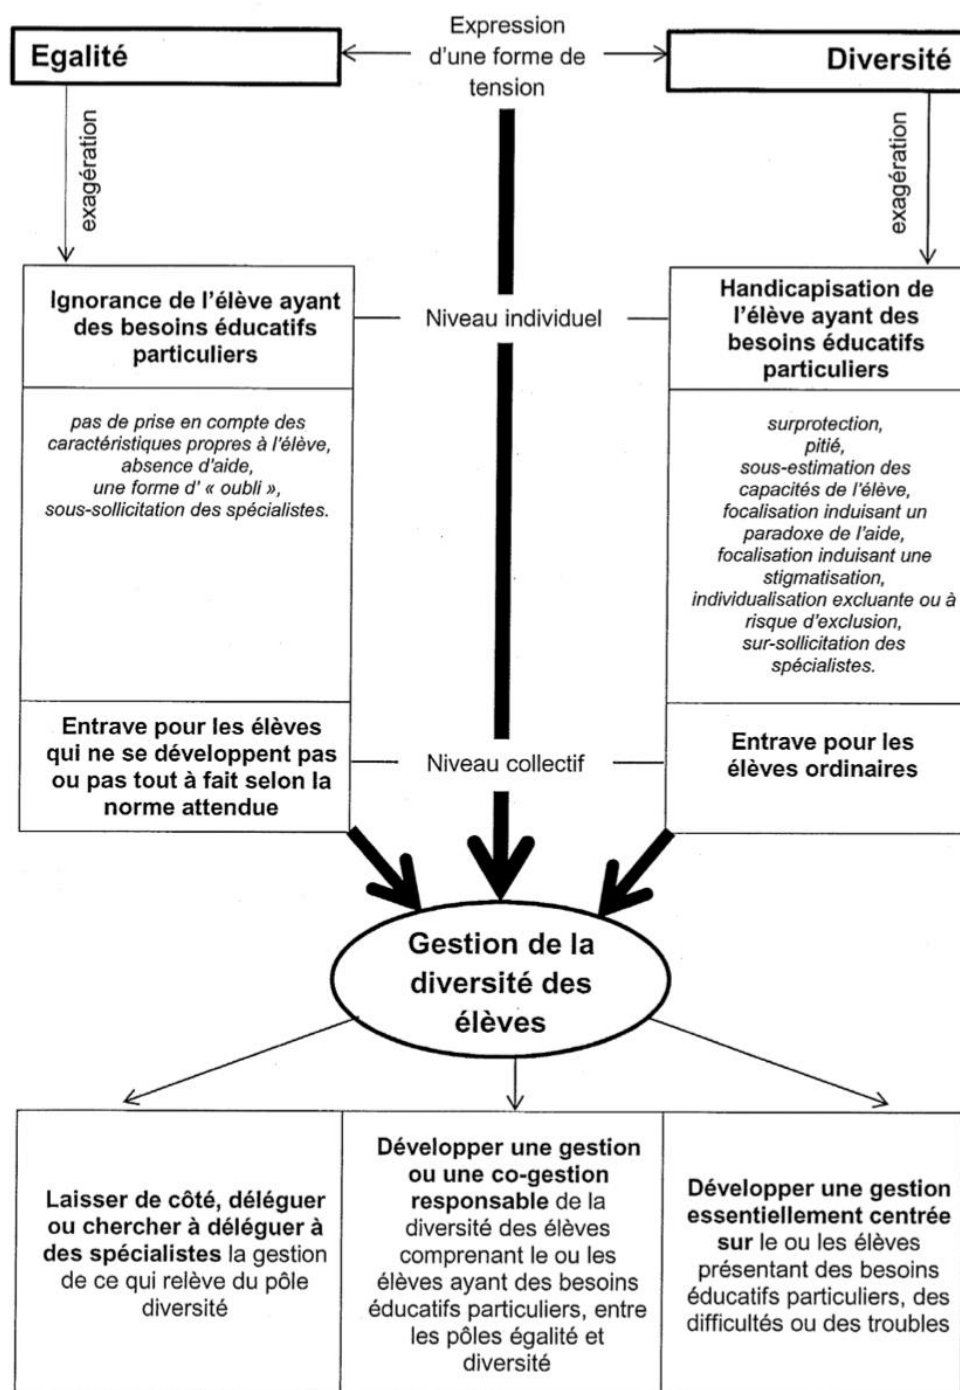 Egalité
Expression
d'une forme de
tension
Diversité
exagération
exagération
Ignorance de l'élève ayant
des besoins éducatifs
particuliers
Niveau individuel
Handicapisation de
l'élève ayant des
besoins éducatifs
particuliers
pas de prise en compte des
caractéristiques propres à l'élève,
absence d'aide,
une forme d' « oubli »,
sous-sollicitation des spécialistes.
surprotection,
pitié,
sous-estimation des
capacités de l'élève,
focalisation induisant un
paradoxe de l'aide,
focalisation induisant une
stigmatisation,
individualisation excluante ou à
risque d'exclusion,
sur-sollicitation des
spécialistes.
Entrave pour les élèves
qui ne se développent pas
ou pas tout à fait selon la
norme attendue
Niveau collectif
Entrave pour les
élèves ordinaires
Gestion de la
diversité des
élèves
Laisser de côté, déléguer
ou chercher à déléguer à
des spécialistes la gestion
de ce qui relève du pôle
diversité
Développer une gestion
ou une co-gestion
responsable de la
diversité des élèves
comprenant le ou les
élèves ayant des besoins
éducatifs particuliers, entre
les pôles égalité et
diversité
Développer une gestion
essentiellement centrée
sur le ou les élèves
présentant des besoins
éducatifs particuliers, des
difficultés ou des troubles